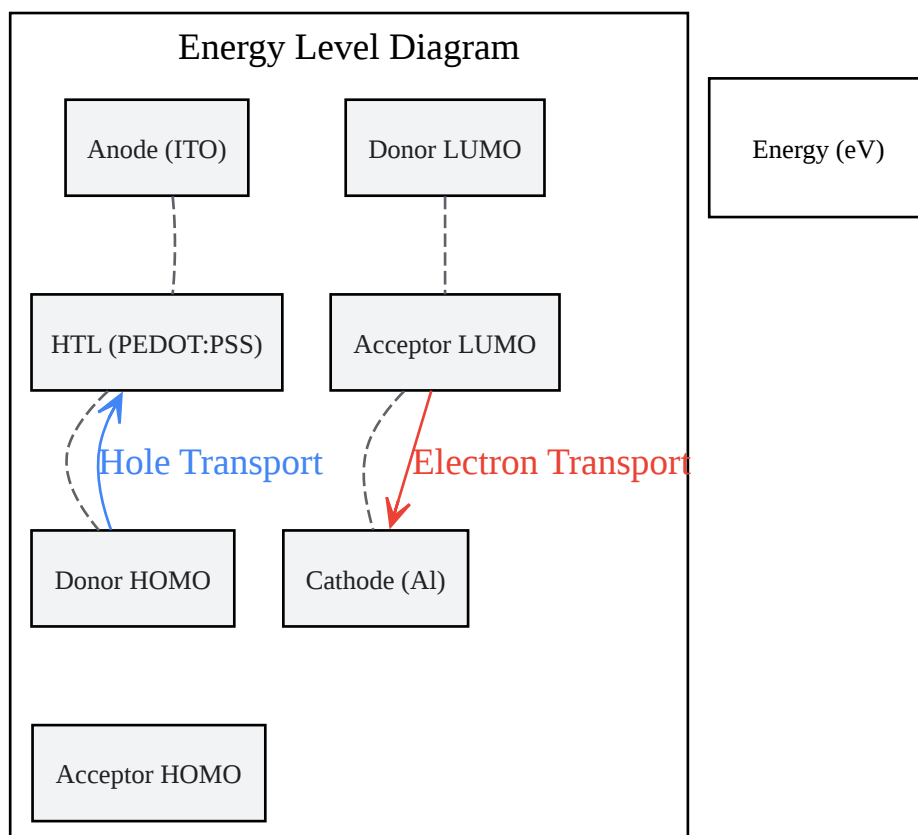 Energy Level Diagram
Anode (ITO)
Donor LUMO
Energy (eV)
HTL (PEDOT:PSS)
Acceptor LUMO
Hole Transport
Electron Transport
Donor HOMO
Cathode (Al)
Acceptor HOMO